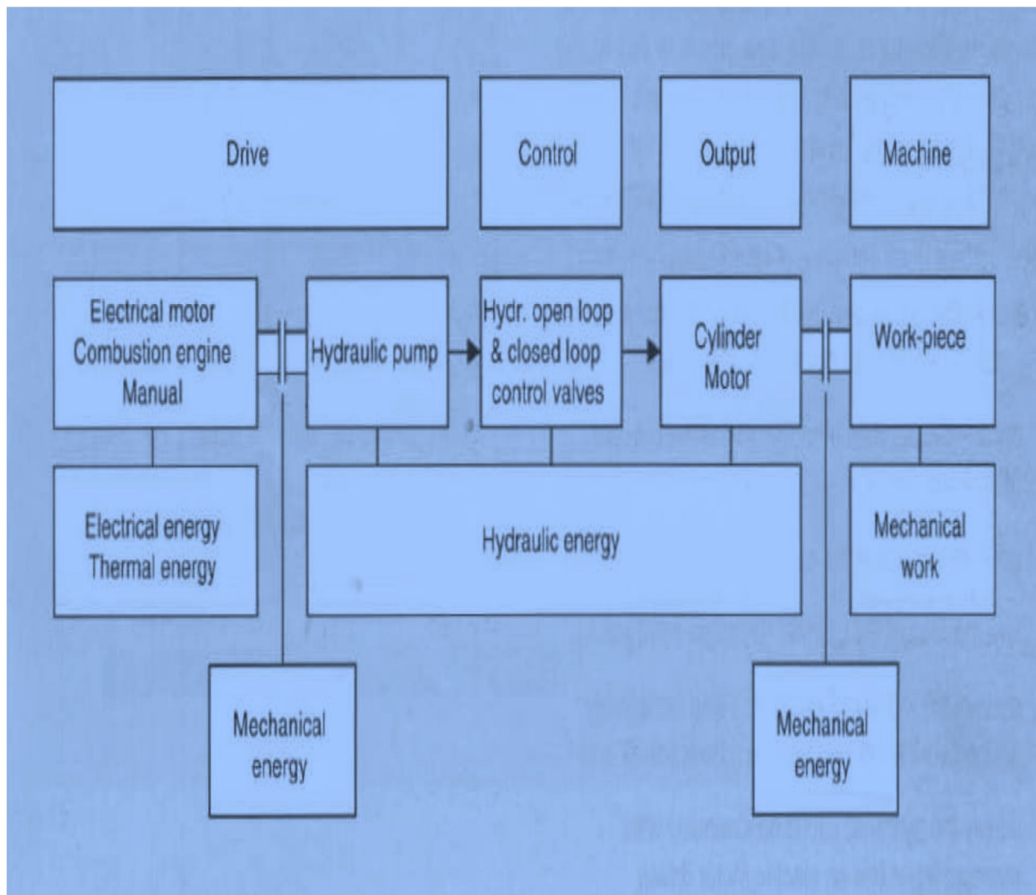 Drive
Control
Output
Machine
Electrical motor
Combustion engine
Manual
Hydraulic pump
Hydr. open loop
& closed loop
control valves
Cylinder
Motor
Work-piece
Electrical energy
Thermal energy
Hydraulic energy
Mechanical
work
Mechanical
energy
Mechanical
energy